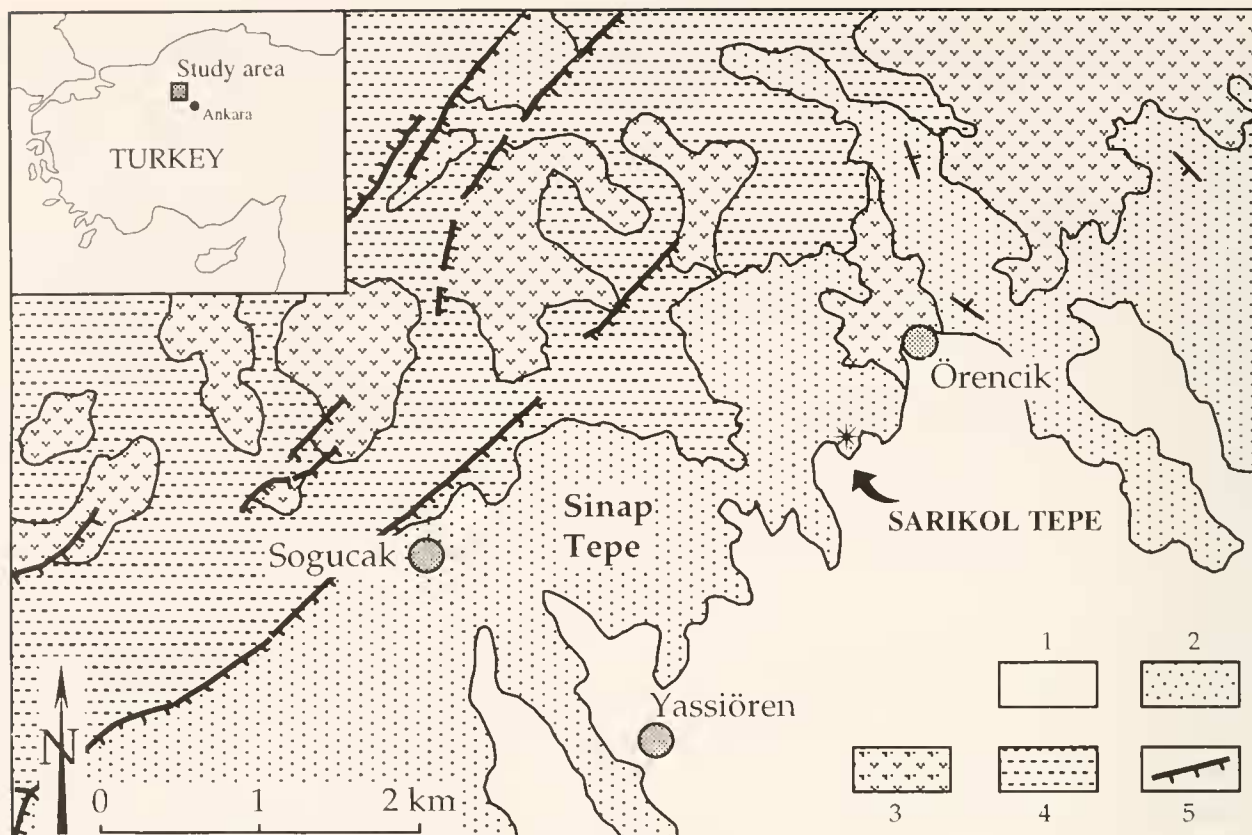 Study area
Ankara
TURKEY
Örencik
Sinap
Tepe
SARIKOL TEPE
Sogucak
Yassiören
N
0 1 2 km
1 2
3 4 5